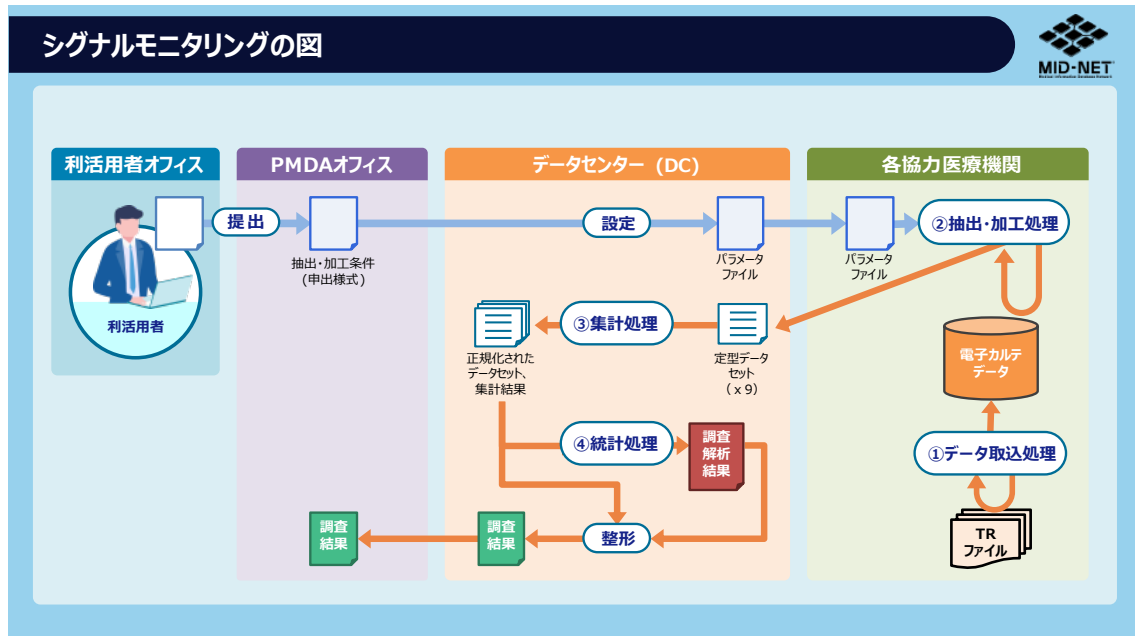 シグナルモニタリングの図
MID-NET
利活用者オフィス
PMDAオフィス
データセンター (DC)
各協力医療機関
提出
設定
②抽出・加工処理
抽出・加工条件
(申出様式)
パラメータ
ファイル
パラメータ
ファイル
利活用者
③集計処理
正規化された
データセット、
集計結果
定型データ
セット
(x 9)
電子カルテ
データ
④統計処理
調査
解析
結果
①データ取込処理
調査
結果
調査
結果
整形
TR
ファイル